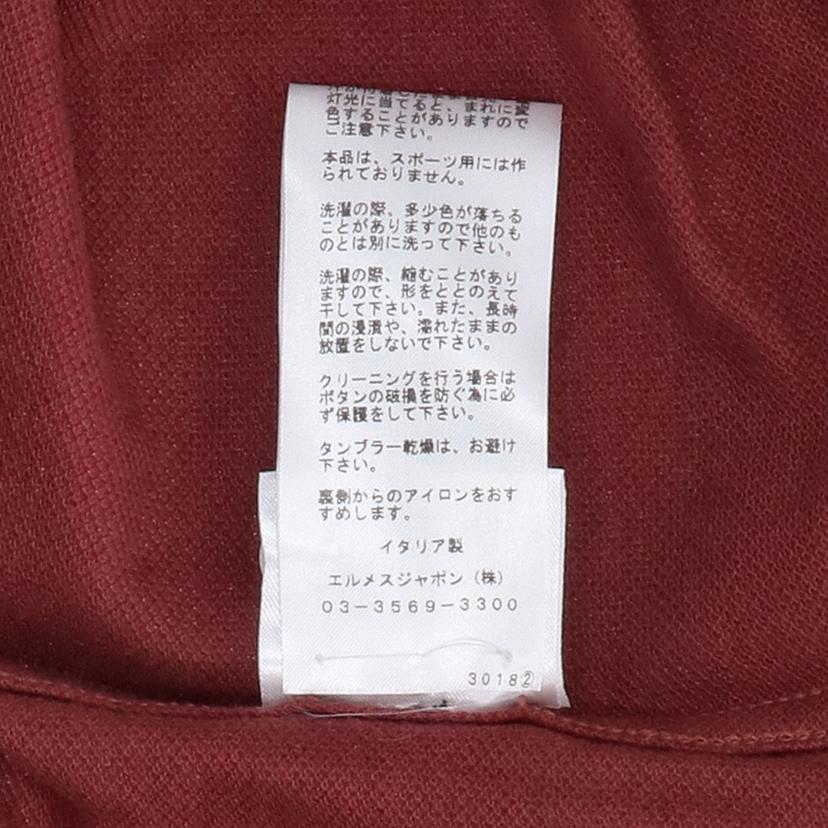 灯光に当てると、まれに変
色することがありますので
ご注意下さい。
本品は、スポーツ用には作
られておりません。
洗濯の際、多少色が落ちる
ことがありますので他のも
のとは別に洗って下さい。
洗濯の際、縮むことがあり
ますので、形をととのえて
干して下さい。また、長時
間の浸漬や、濡れたままの
放置をしないで下さい。
クリーニングを行う場合は
ボタンの破損を防ぐ為に必
ず保護をして下さい。
タンブラー乾燥は、お避け
下さい。
裏側からのアイロンをおす
すめします。
イタリア製
エルメスジャポン（株）
03-3569-3300
3018②